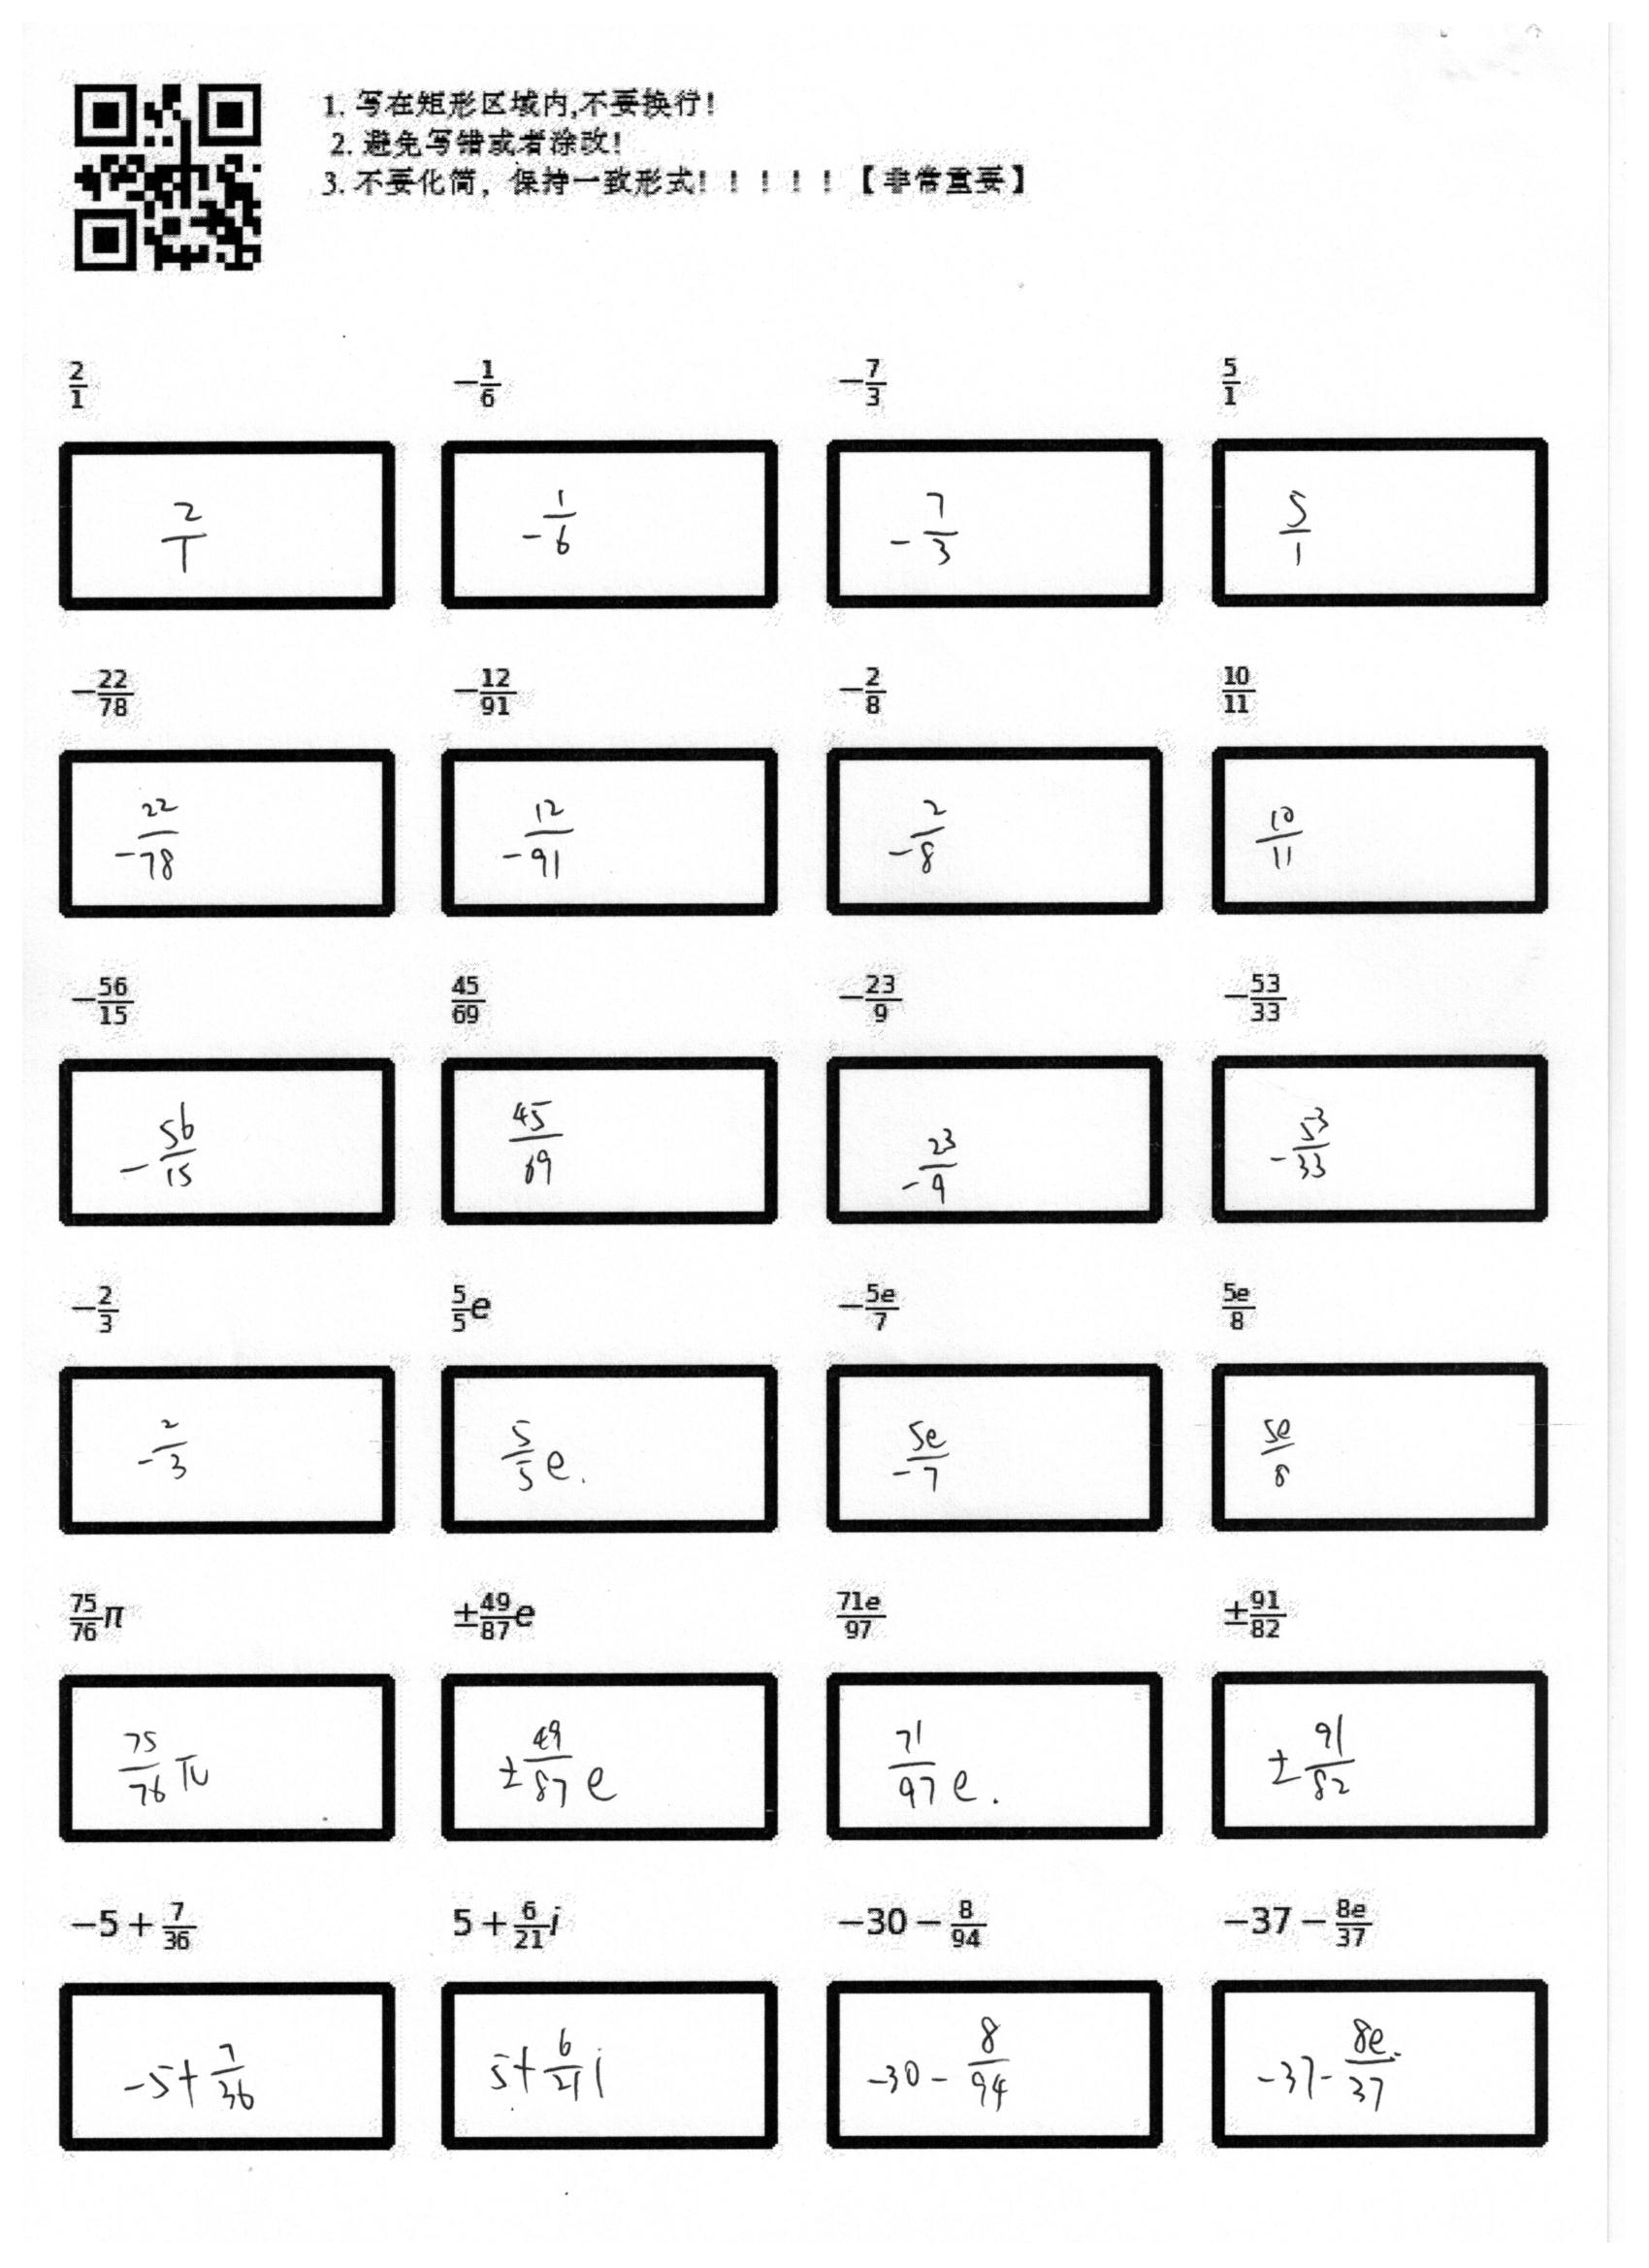 1. 写在矩形区域内,不要换行!
2. 避免写错或者涂改!
3. 不要化简，保持一致形式!！！！！【非常重要】
\frac{2}{1} -\frac{1}{6} -\frac{7}{3} \frac{5}{1}
\frac{2}{1} -\frac{1}{6} -\frac{7}{3} \frac{5}{1}
-\frac{22}{78} -\frac{12}{91} -\frac{2}{8} \frac{10}{11}
-\frac{22}{78} -\frac{12}{91} -\frac{2}{8} \frac{10}{11}
-\frac{56}{15} \frac{45}{69} -\frac{23}{9} -\frac{53}{33}
-\frac{56}{15} \frac{45}{69} -\frac{23}{9} -\frac{53}{33}
-\frac{2}{3} \frac{5}{5}e -\frac{5e}{7} \frac{5e}{8}
-\frac{2}{3} \frac{5}{5}e. -\frac{5e}{7} \frac{5e}{8}
\frac{75}{76}π ±\frac{49}{87}e \frac{71e}{97} ±\frac{91}{82}
\frac{75}{76}π ±\frac{49}{87}e \frac{71}{97}e. ±\frac{91}{82}
-5+\frac{7}{36} 5+\frac{6}{21}i -30-\frac{8}{94} -37-\frac{8e}{37}
-5+\frac{7}{36} 5+\frac{6}{21}i -30-\frac{8}{94} -37-\frac{8e.}{37}